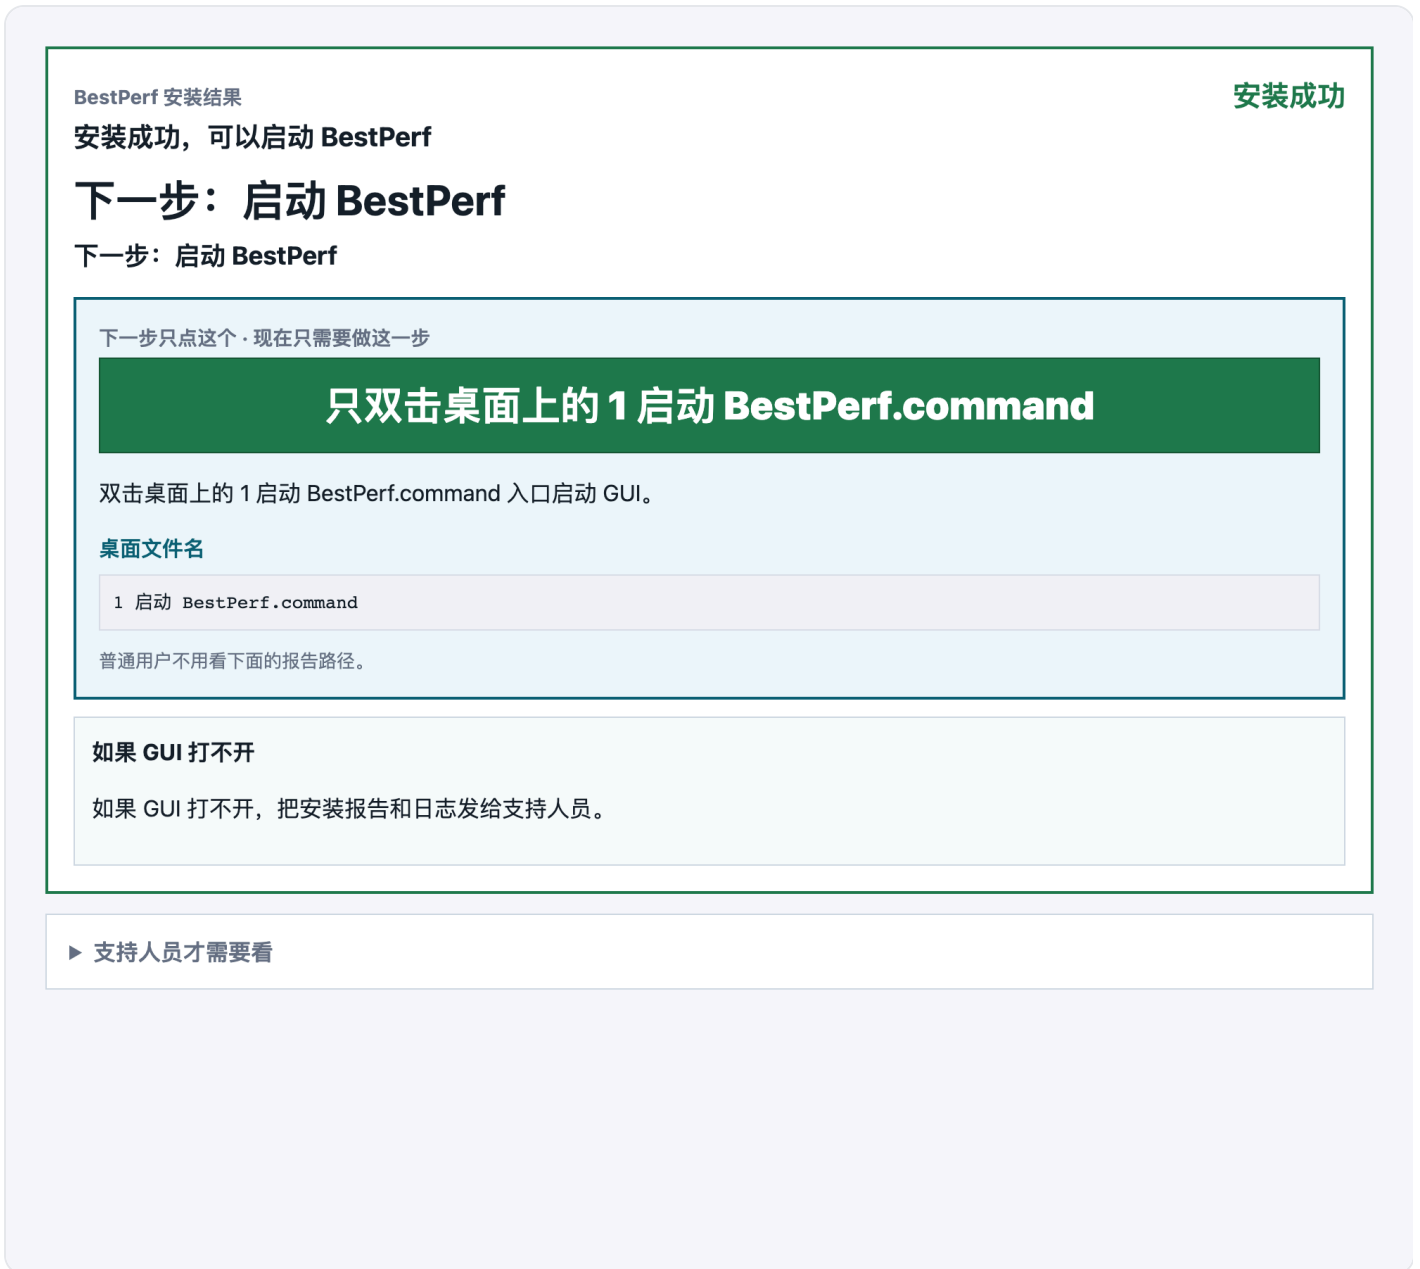 BestPerf 安装结果
安装成功
安装成功，可以启动 BestPerf
下一步：启动 BestPerf
下一步：启动 BestPerf
下一步只点这个 · 现在只需要做这一步
只双击桌面上的 1 启动 BestPerf.command
双击桌面上的 1 启动 BestPerf.command 入口启动 GUI。
桌面文件名
1 启动 BestPerf.command
普通用户不用看下面的报告路径。
如果 GUI 打不开
如果 GUI 打不开，把安装报告和日志发给支持人员。
支持人员才需要看